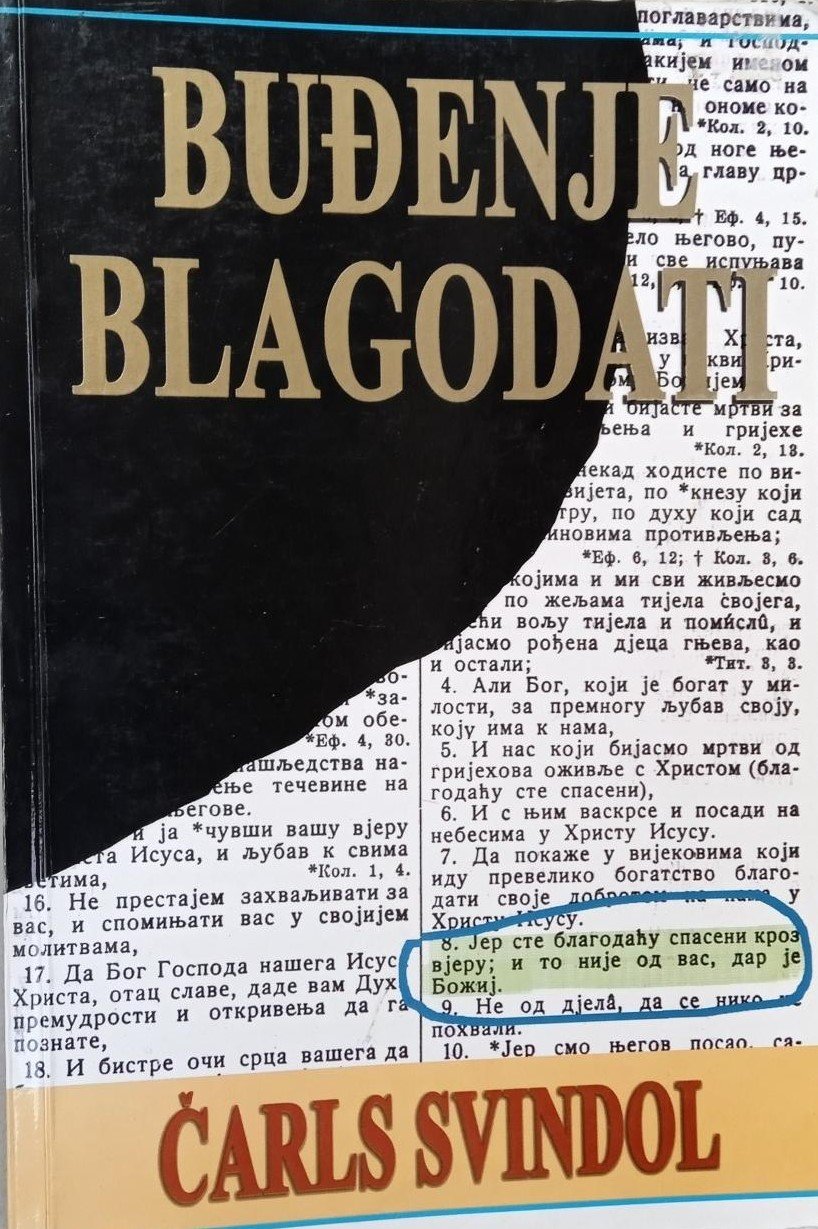 BUĐENJE
BLAGODATI
поглаварствима,
и господ-
акијем именом
не само на
ономе ко-
*Кол. 2, 10.
од ноге ње-
главу цр-
† Еф. 4, 15.
његово, пу-
и све испуњава
10.
Христа,
у
и бијасте мртви за
и гријехе
*Кол. 2, 13.
некад ходисте по ви-
вијета, по *кнезу који
по духу који сад
иновима противљења;
*Еф. 6, 12; † Кол. 3, 6.
којима и ми сви живљесмо
по жељама тијела својега,
вољу тијела и помисли̂, и
бијасмо рођена дјеца гњева, као
и остали;
*Тит. 3, 3.
4. Али Бог, који је богат у ми-
лости, за премногу љубав своју,
коју има к нама,
5. И нас који бијасмо мртви од
гријехова оживље с Христом (бла-
годаћу сте спасени),
6. И с њим васкрсе и посади на
небесима у Христу Исусу.
7. Да покаже у вијековима који
иду превелико богатство благо-
дати своје добротом на нама у
Христу Исусу.
8. Јер сте благодаћу спасени кроз
вјеру; и то није од вас, дар је
Божиј.
9. Не од дјела̂, да се нико не
похвали.
10. *Јер смо његов посао, са-
*за-
обе-
*Еф. 4, 30.
нашљедства на-
течевине на
његове.
и ја *чувши вашу вјеру
Исуса, и љубав к свима
*Кол. 1, 4.
16. Не престајем захваљивати за
вас, и спомињати вас у својијем
молитвама,
17. Да Бог Господа нашега Исус
Христа, отац славе, даде вам Дух
премудрости и откривења да га
познате,
18. И бистре очи срца вашега да
ČARLS SVINDOL